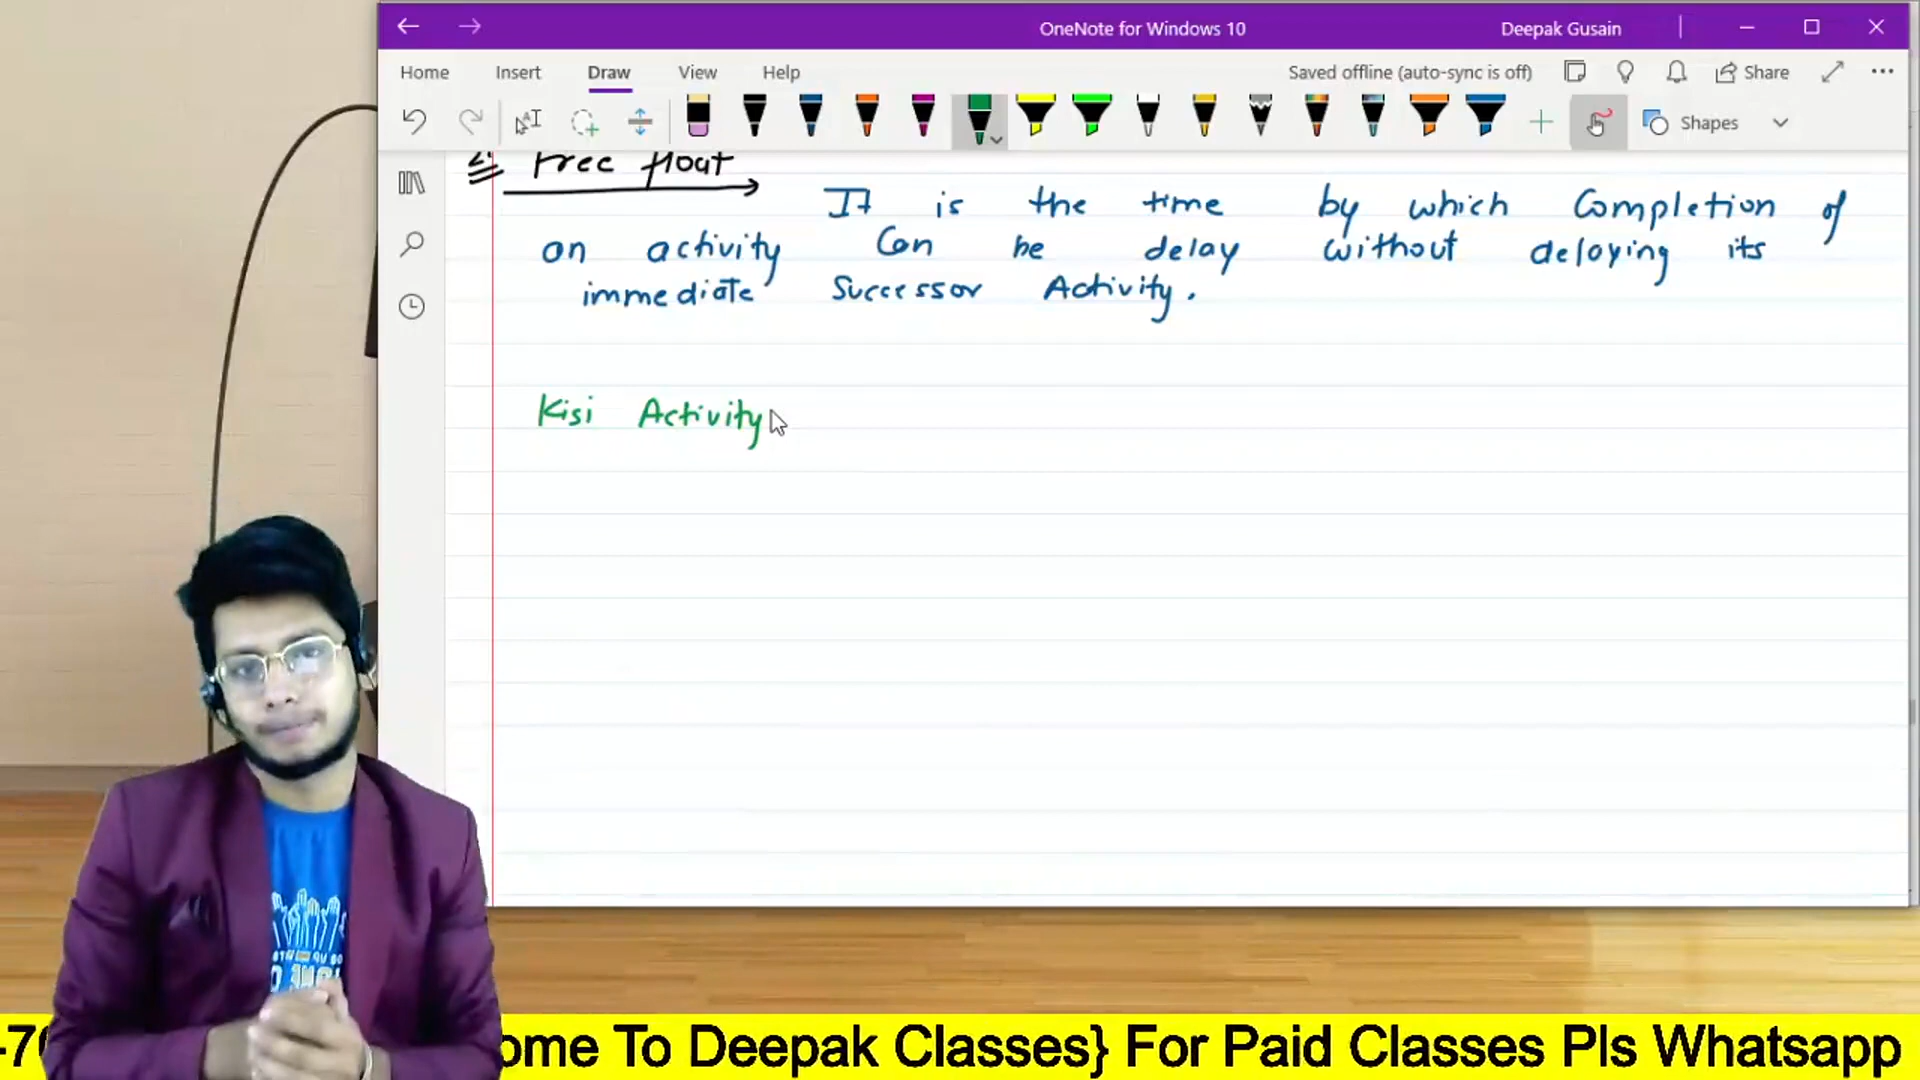 OneNote for Windows 10 Deepak Gusain
Home Insert Draw View Help Saved offline (auto-sync is off) Share
Shapes
2. Free float
It is the time by which Completion of
an activity Can be delay without delaying its
immediate Successor Activity.
Kisi Activity
ome To Deepak Classes} For Paid Classes Pls Whatsapp